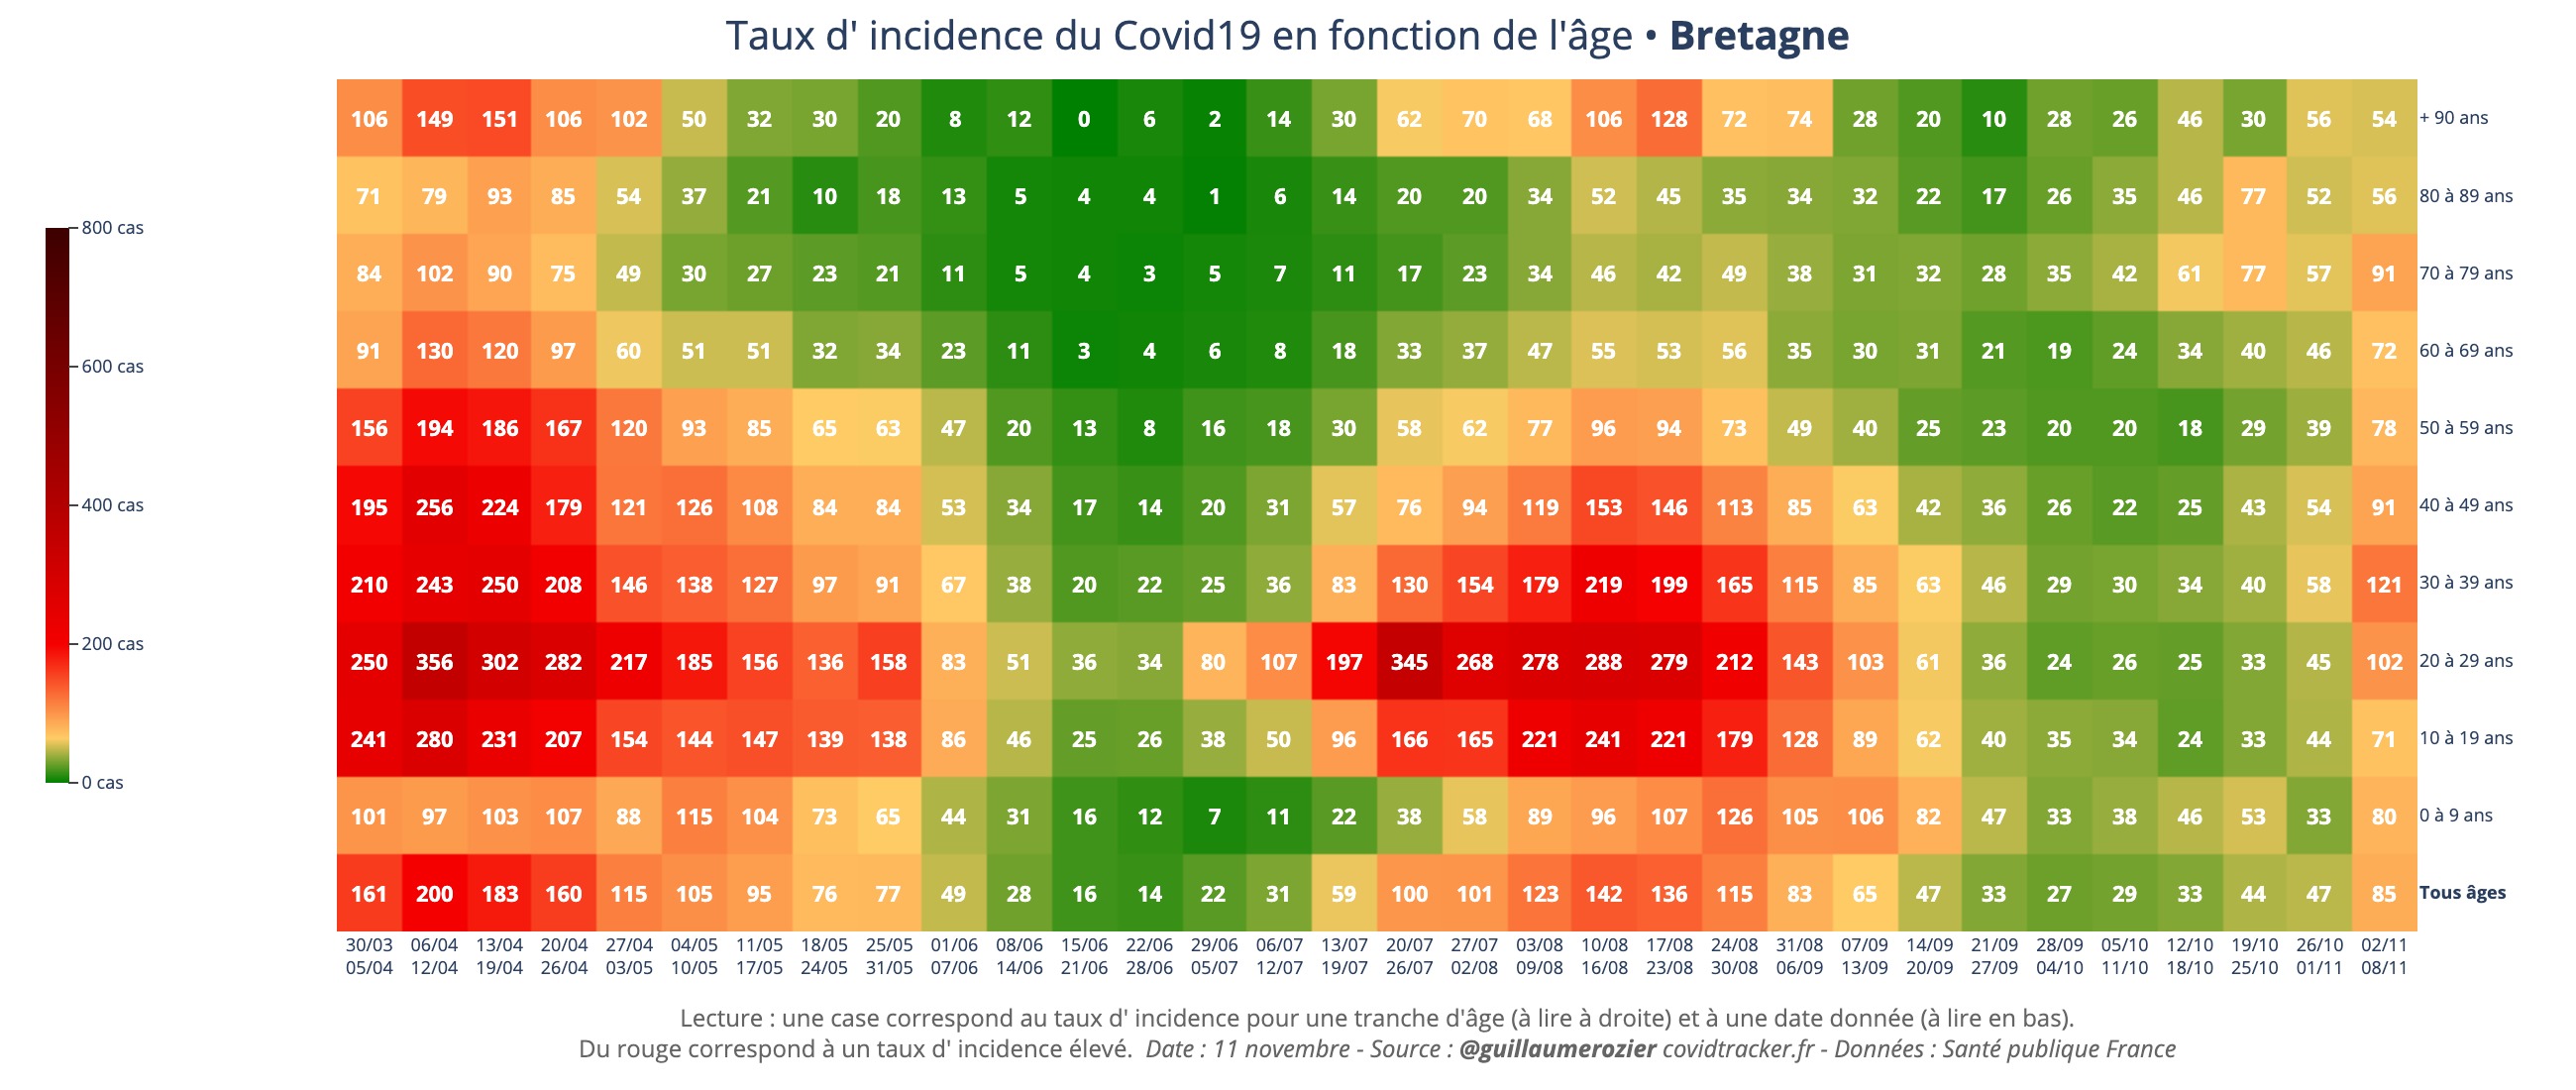 Taux d' incidence du Covid19 en fonction de l'âge • Bretagne
800 cas
600 cas
400 cas
200 cas
0 cas
106 149 151 106 102 50 32 30 20 8 12 0 6 2 14 30 62 70 68 106 128 72 74 28 20 10 28 26 46 30 56 54 + 90 ans
71 79 93 85 54 37 21 10 18 13 5 4 4 1 6 14 20 20 34 52 45 35 34 32 22 17 26 35 46 77 52 56 80 à 89 ans
84 102 90 75 49 30 27 23 21 11 5 4 3 5 7 11 17 23 34 46 42 49 38 31 32 28 35 42 61 77 57 91 70 à 79 ans
91 130 120 97 60 51 51 32 34 23 11 3 4 6 8 18 33 37 47 55 53 56 35 30 31 21 19 24 34 40 46 72 60 à 69 ans
156 194 186 167 120 93 85 65 63 47 20 13 8 16 18 30 58 62 77 96 94 73 49 40 25 23 20 20 18 29 39 78 50 à 59 ans
195 256 224 179 121 126 108 84 84 53 34 17 14 20 31 57 76 94 119 153 146 113 85 63 42 36 26 22 25 43 54 91 40 à 49 ans
210 243 250 208 146 138 127 97 91 67 38 20 22 25 36 83 130 154 179 219 199 165 115 85 63 46 29 30 34 40 58 121 30 à 39 ans
250 356 302 282 217 185 156 136 158 83 51 36 34 80 107 197 345 268 278 288 279 212 143 103 61 36 24 26 25 33 45 102 20 à 29 ans
241 280 231 207 154 144 147 139 138 86 46 25 26 38 50 96 166 165 221 241 221 179 128 89 62 40 35 34 24 33 44 71 10 à 19 ans
101 97 103 107 88 115 104 73 65 44 31 16 12 7 11 22 38 58 89 96 107 126 105 106 82 47 33 38 46 53 33 80 0 à 9 ans
161 200 183 160 115 105 95 76 77 49 28 16 14 22 31 59 100 101 123 142 136 115 83 65 47 33 27 29 33 44 47 85 Tous âges
30/03 06/04 13/04 20/04 27/04 04/05 11/05 18/05 25/05 01/06 08/06 15/06 22/06 29/06 06/07 13/07 20/07 27/07 03/08 10/08 17/08 24/08 31/08 07/09 14/09 21/09 28/09 05/10 12/10 19/10 26/10 02/11
05/04 12/04 19/04 26/04 03/05 10/05 17/05 24/05 31/05 07/06 14/06 21/06 28/06 05/07 12/07 19/07 26/07 02/08 09/08 16/08 23/08 30/08 06/09 13/09 20/09 27/09 04/10 11/10 18/10 25/10 01/11 08/11
Lecture : une case correspond au taux d' incidence pour une tranche d'âge (à lire à droite) et à une date donnée (à lire en bas).
Du rouge correspond à un taux d' incidence élevé. Date : 11 novembre - Source : @guillaumerozier covidtracker.fr - Données : Santé publique France